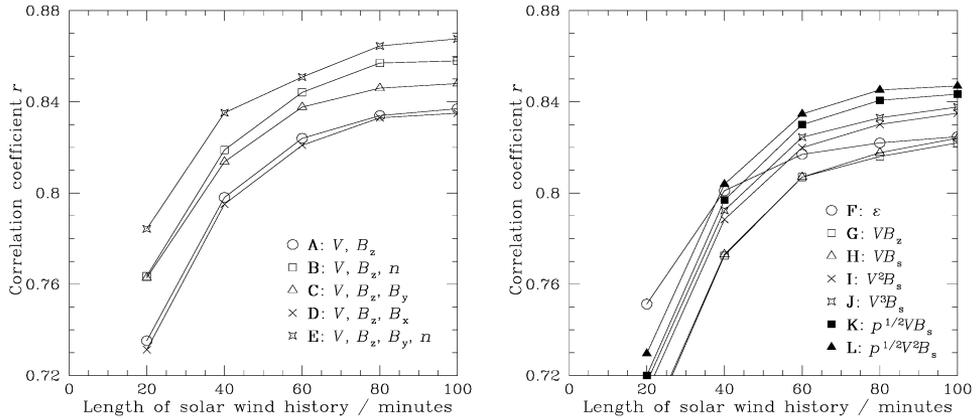 0.88
0.84
0.8
0.76
0.72
Correlation coefficient r
0 20 40 60 80 100
Length of solar wind history / minutes
A: V, Bz
B: V, Bz, n
C: V, Bz, By
D: V, Bz, Bx
E: V, Bz, By, n
0.88
0.84
0.8
0.76
0.72
Correlation coefficient r
0 20 40 60 80 100
Length of solar wind history / minutes
F: ε
G: VBz
H: VBs
I: V²Bs
J: V³Bs
K: p^1/2VBs
L: p^1/2V²Bs